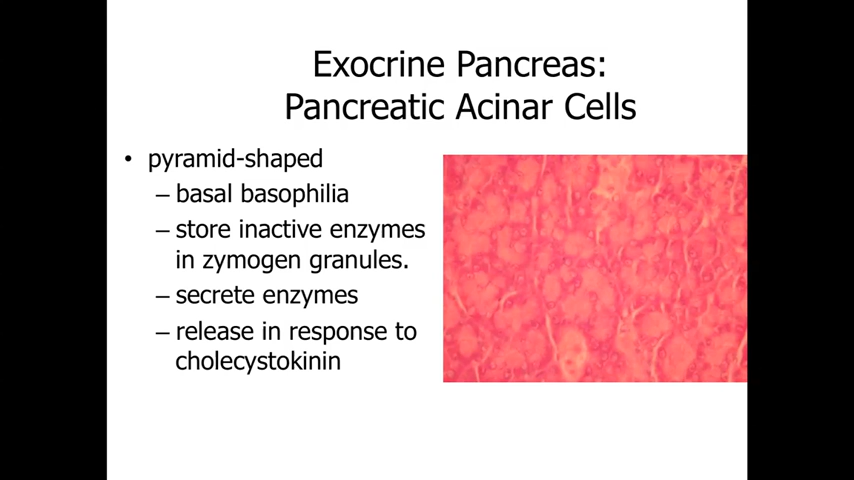 Exocrine Pancreas:
Pancreatic Acinar Cells
• pyramid-shaped
– basal basophilia
– store inactive enzymes
in zymogen granules.
– secrete enzymes
– release in response to
cholecystokinin